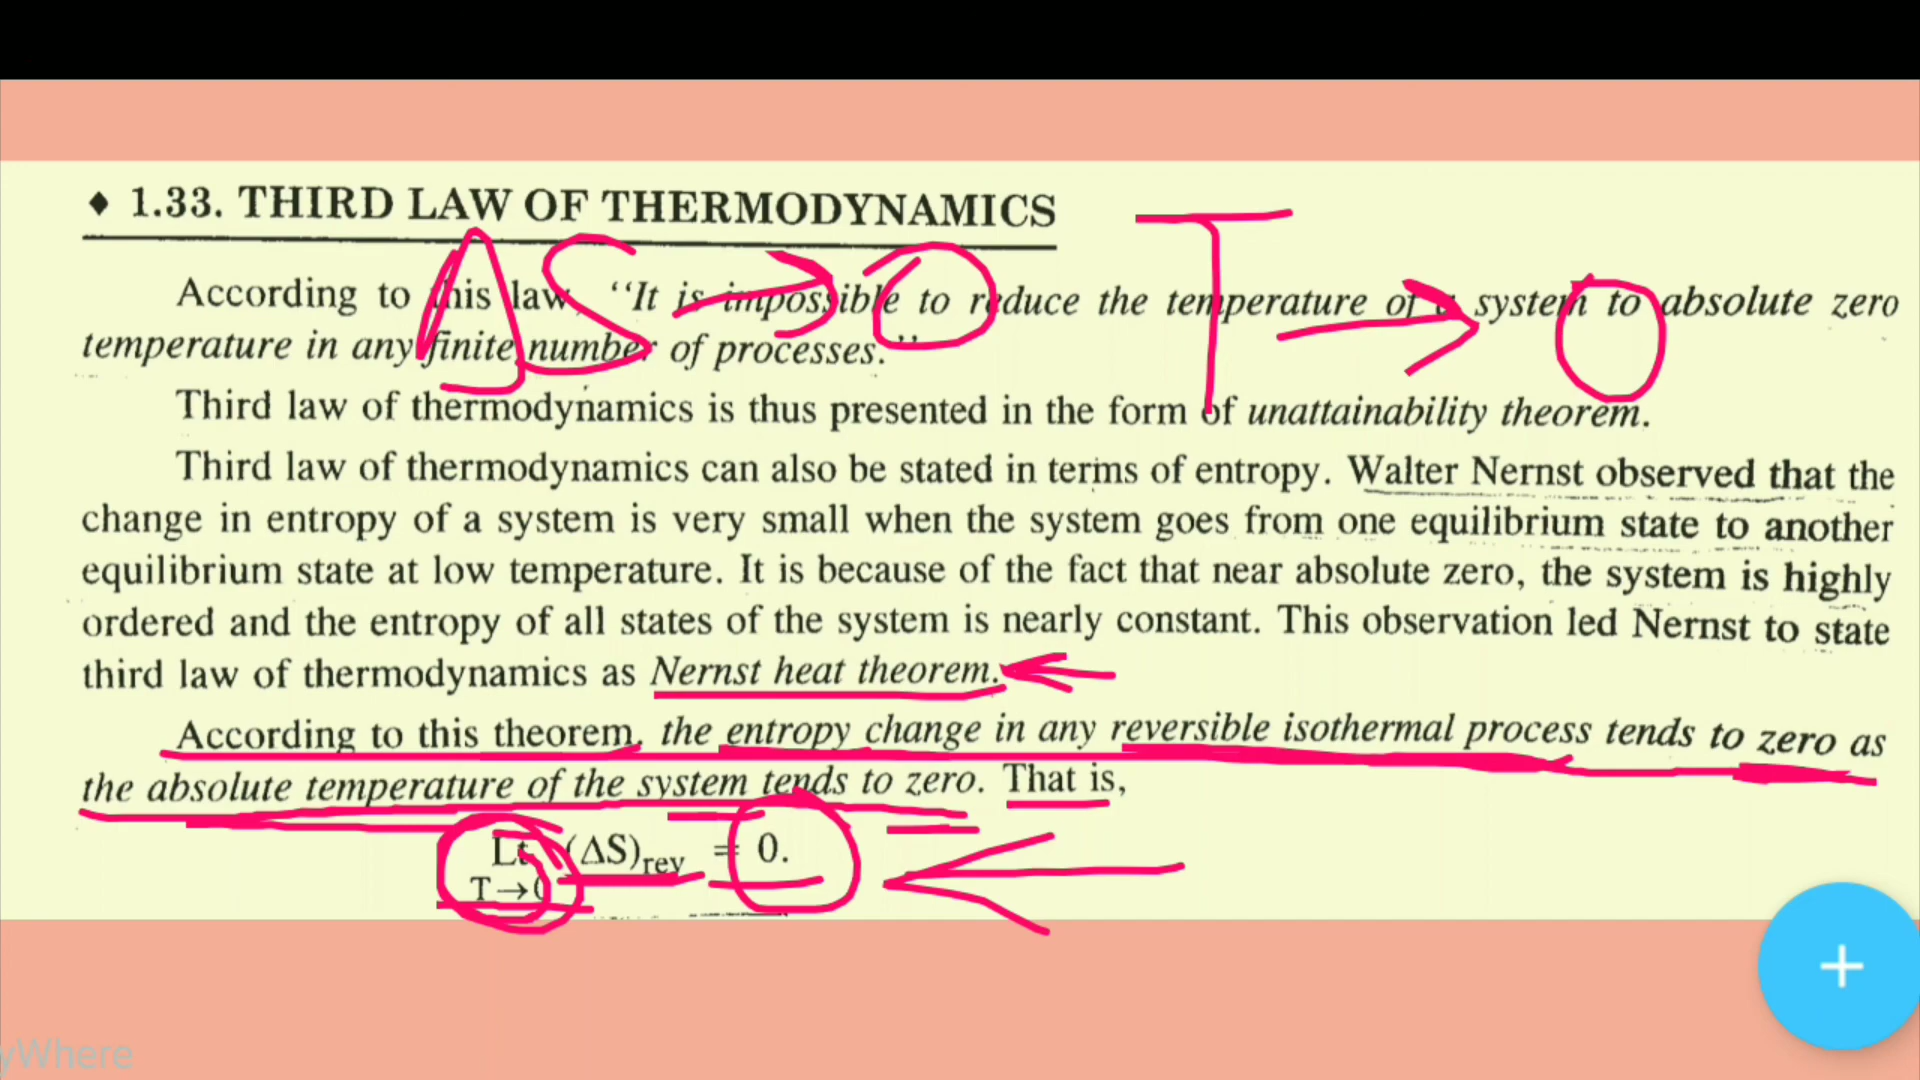 ♦ 1.33. THIRD LAW OF THERMODYNAMICS
According to this law, ‘‘It is impossible to reduce the temperature of a system to absolute zero
temperature in any finite number of processes.’’
ΔS → 0 T → 0
Third law of thermodynamics is thus presented in the form of unattainability theorem.
Third law of thermodynamics can also be stated in terms of entropy. Walter Nernst observed that the
change in entropy of a system is very small when the system goes from one equilibrium state to another
equilibrium state at low temperature. It is because of the fact that near absolute zero, the system is highly
ordered and the entropy of all states of the system is nearly constant. This observation led Nernst to state
third law of thermodynamics as Nernst heat theorem.
According to this theorem, the entropy change in any reversible isothermal process tends to zero as
the absolute temperature of the system tends to zero. That is,
Lt (ΔS)rev = 0.
T→0
yWhere